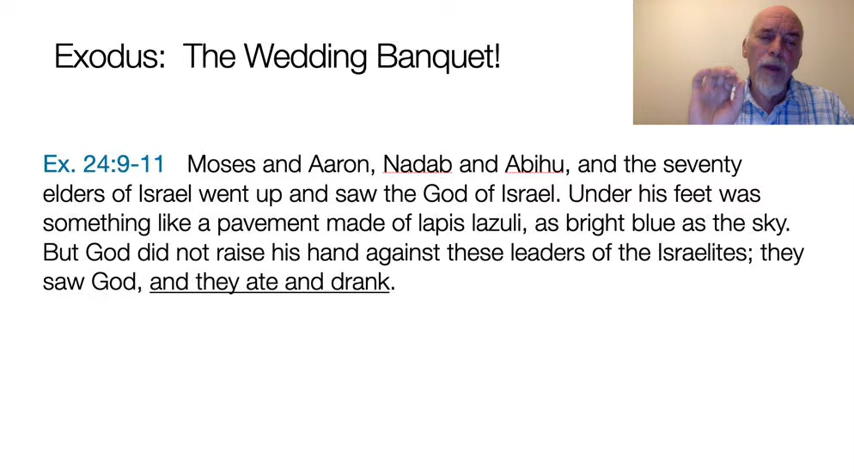 Exodus:  The Wedding Banquet!
Ex. 24:9-11   Moses and Aaron, Nadab and Abihu, and the seventy
elders of Israel went up and saw the God of Israel. Under his feet was
something like a pavement made of lapis lazuli, as bright blue as the sky.
But God did not raise his hand against these leaders of the Israelites; they
saw God, and they ate and drank.